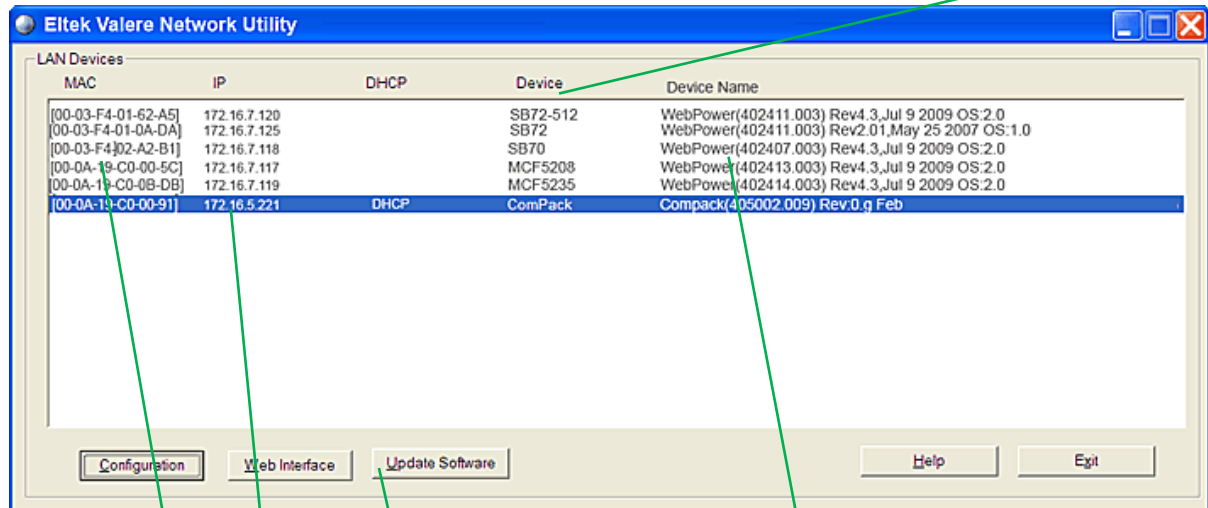 Eltek Valere Network Utility
LAN Devices
MAC IP DHCP Device Device Name
[00-03-F4-01-62-A5] 172.16.7.120 SB72-512 WebPower(402411.003) Rev4.3,Jul 9 2009 OS:2.0
[00-03-F4-01-0A-DA] 172.16.7.125 SB72 WebPower(402411.003) Rev2.01,May 25 2007 OS:1.0
[00-03-F4]02-A2-B1] 172.16.7.118 SB70 WebPower(402407.003) Rev4.3,Jul 9 2009 OS:2.0
[00-0A-19-C0-00-5C] 172.16.7.117 MCF5208 WebPower(402413.003) Rev4.3,Jul 9 2009 OS:2.0
[00-0A-19-C0-0B-DB] 172.16.7.119 MCF5235 WebPower(402414.003) Rev4.3,Jul 9 2009 OS:2.0
[00-0A-19-C0-00-91] 172.16.5.221 DHCP ComPack Compack(405002.009) Rev:0.g Feb
Configuration Web Interface Update Software Help Exit